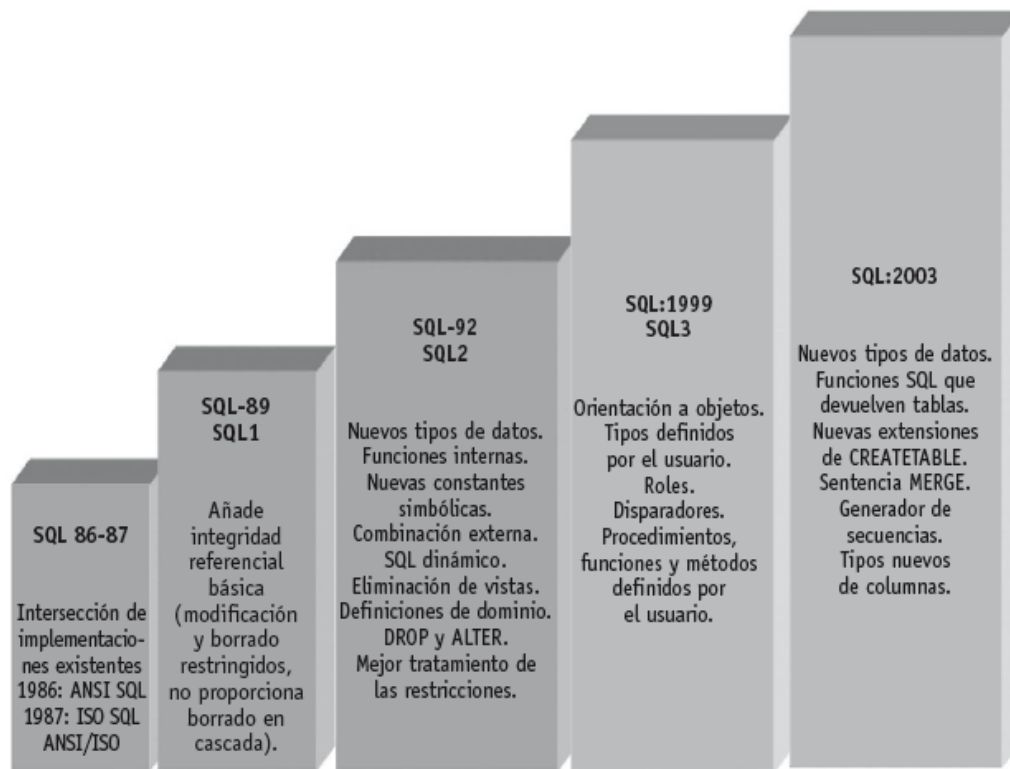 SQL 86-87
Intersección de
implementacio-
nes existentes
1986: ANSI SQL
1987: ISO SQL
ANSI/ISO
SQL-89
SQL1
Añade
integridad
referencial
básica
(modificación
y borrado
restringidos,
no proporciona
borrado en
cascada).
SQL-92
SQL2
Nuevos tipos de datos.
Funciones internas.
Nuevas constantes
simbólicas.
Combinación externa.
SQL dinámico.
Eliminación de vistas.
Definiciones de dominio.
DROP y ALTER.
Mejor tratamiento de
las restricciones.
SQL:1999
SQL3
Orientación a objetos.
Tipos definidos
por el usuario.
Roles.
Disparadores.
Procedimientos,
funciones y métodos
definidos por
el usuario.
SQL:2003
Nuevos tipos de datos.
Funciones SQL que
devuelven tablas.
Nuevas extensiones
de CREATETABLE.
Sentencia MERGE.
Generador de
secuencias.
Tipos nuevos
de columnas.